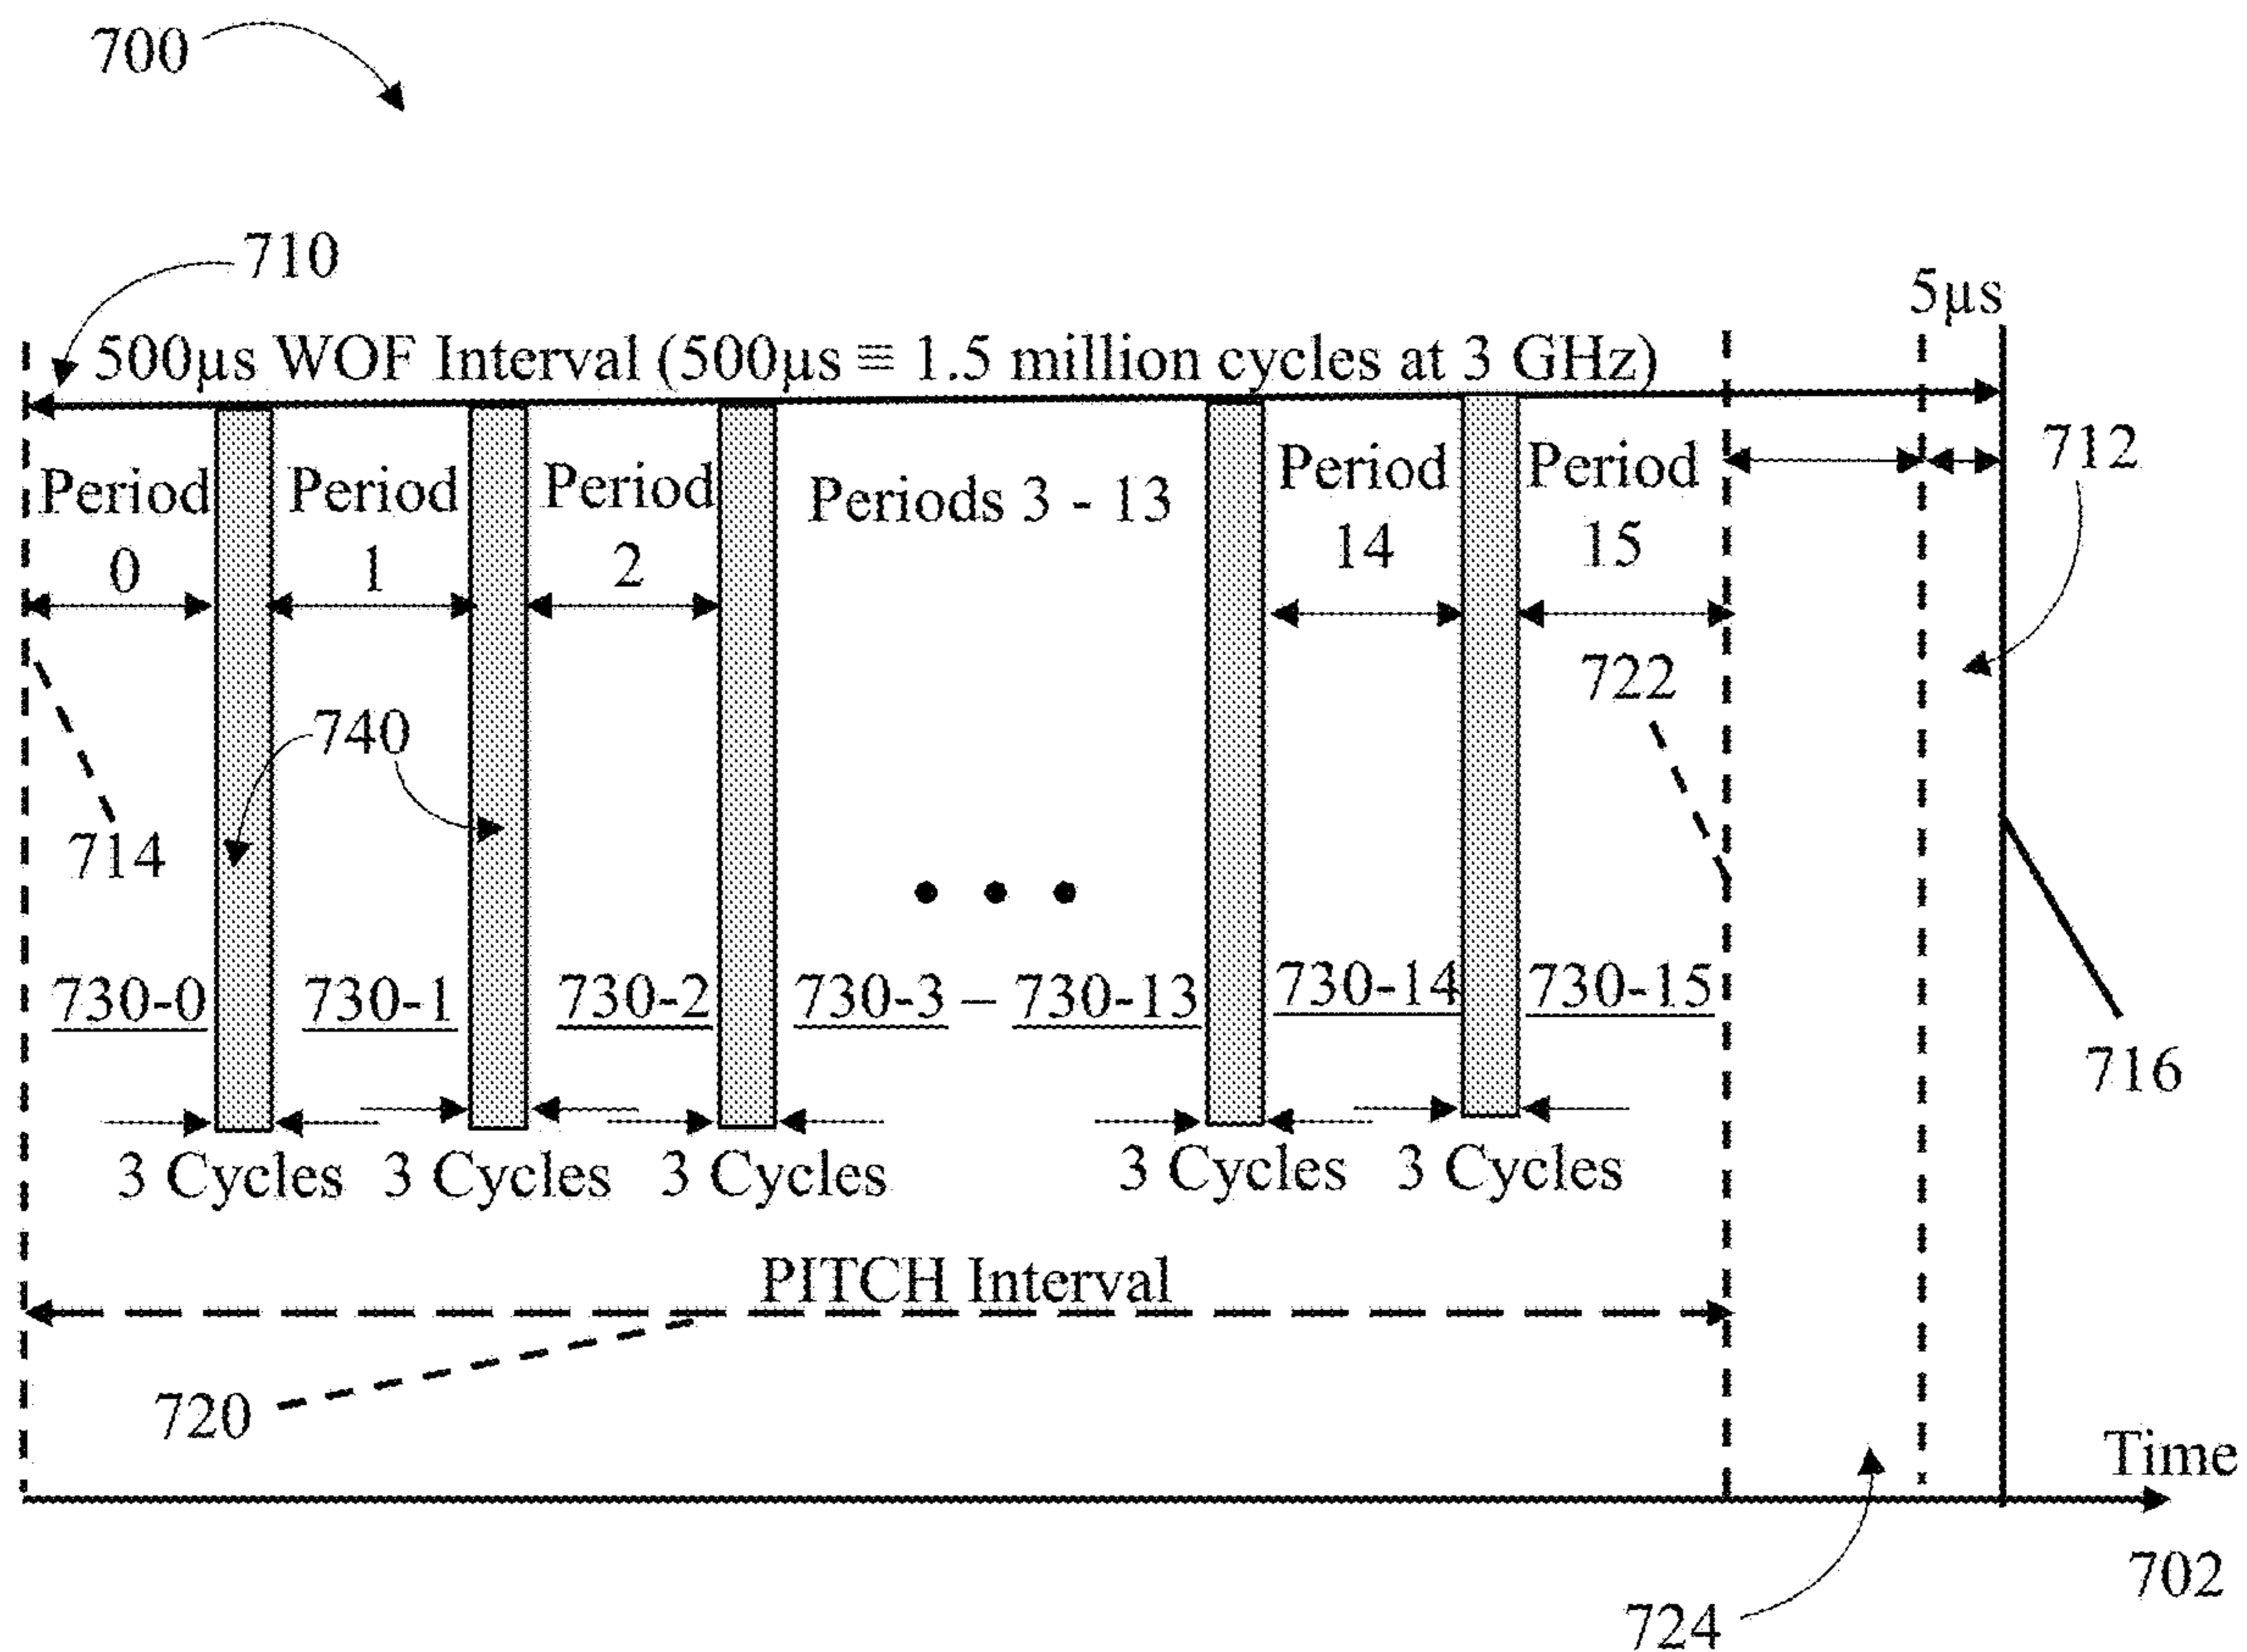 700
710
5µs
500µs WOF Interval (500µs ≡ 1.5 million cycles at 3 GHz)
712
Period 0
Period 1
Period 2
Periods 3 - 13
Period 14
Period 15
722
740
714
730-0
730-1
730-2
730-3 – 730-13
730-14
730-15
716
3 Cycles
3 Cycles
3 Cycles
3 Cycles
3 Cycles
PITCH Interval
720
Time
702
724